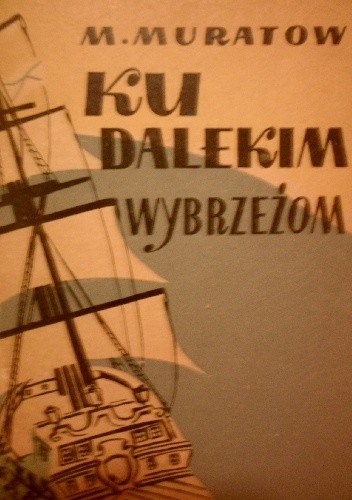 M. MURATOW
KU
DALEKIM
WYBRZEŻOM